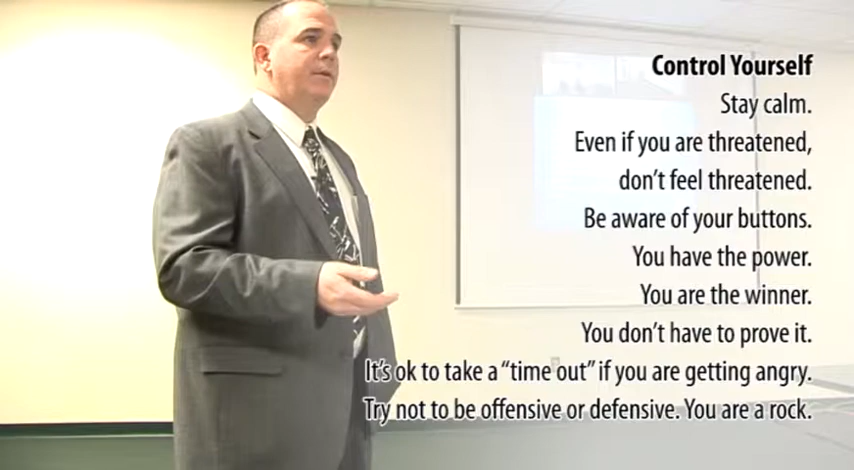 Control Yourself
Stay calm.
Even if you are threatened,
don't feel threatened.
Be aware of your buttons.
You have the power.
You are the winner.
You don't have to prove it.
It's ok to take a “time out” if you are getting angry.
Try not to be offensive or defensive. You are a rock.